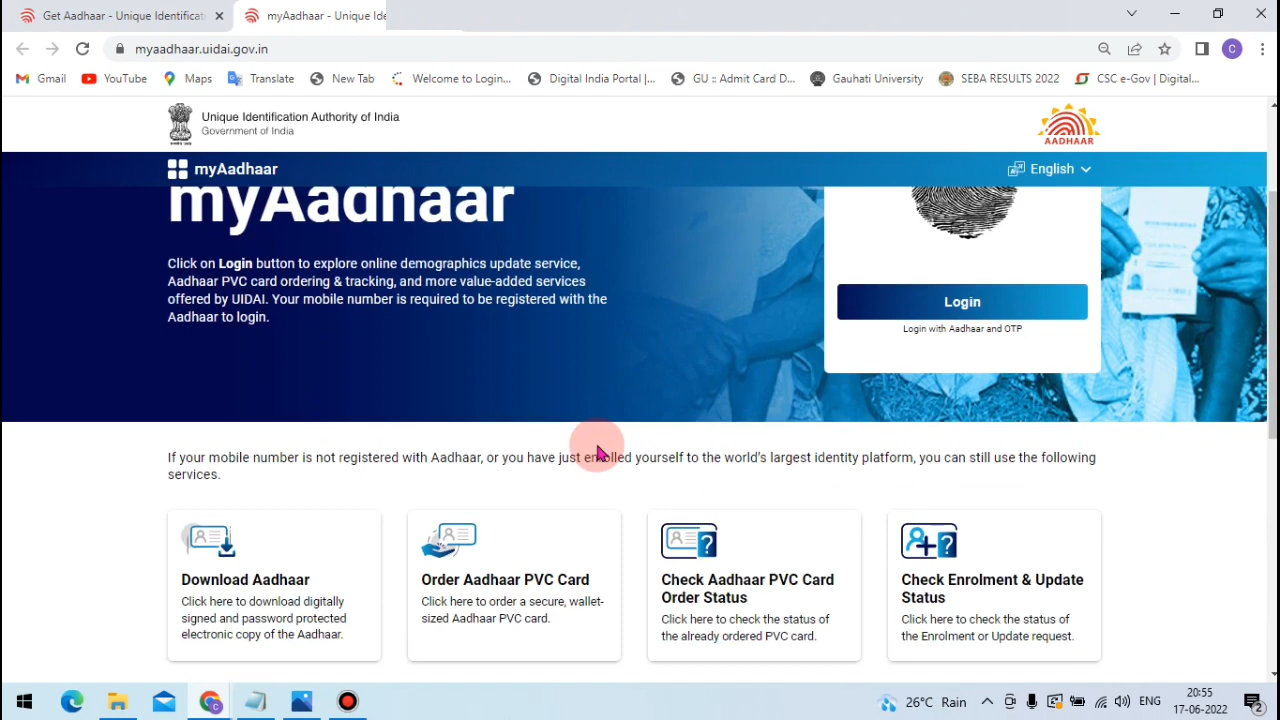 Get Aadhaar - Unique Identificat
myAadhaar - Unique Ide
myaadhaar.uidai.gov.in
Gmail YouTube Maps Translate New Tab Welcome to Login... Digital India Portal |... GU :: Admit Card D... Gauhati University SEBA RESULTS 2022 CSC e-Gov | Digital...
Unique Identification Authority of India
Government of India
AADHAAR
myAadhaar
English
myAadhaar
Click on Login button to explore online demographics update service,
Aadhaar PVC card ordering & tracking, and more value-added services
offered by UIDAI. Your mobile number is required to be registered with the
Aadhaar to login.
Login
Login with Aadhaar and OTP
If your mobile number is not registered with Aadhaar, or you have just enrolled yourself to the world's largest identity platform, you can still use the following
services.
Download Aadhaar
Click here to download digitally
signed and password protected
electronic copy of the Aadhaar.
Order Aadhaar PVC Card
Click here to order a secure, wallet-
sized Aadhaar PVC card.
Check Aadhaar PVC Card
Order Status
Click here to check the status of
the already ordered PVC card.
Check Enrolment & Update
Status
Click here to check the status of
the Enrolment or Update request.
26°C Rain
ENG
20:55
17-06-2022
2